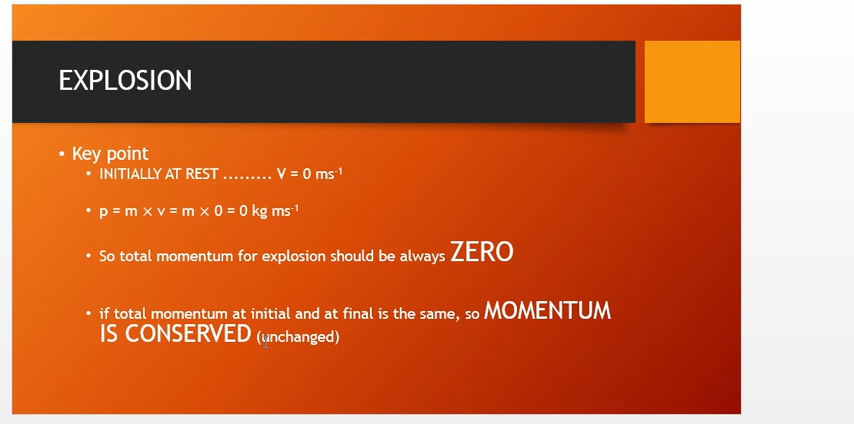 EXPLOSION
• Key point
• INITIALLY AT REST ......... V = 0 ms⁻¹
• p = m × v = m × 0 = 0 kg ms⁻¹
• So total momentum for explosion should be always ZERO
• if total momentum at initial and at final is the same, so MOMENTUM
IS CONSERVED (unchanged)